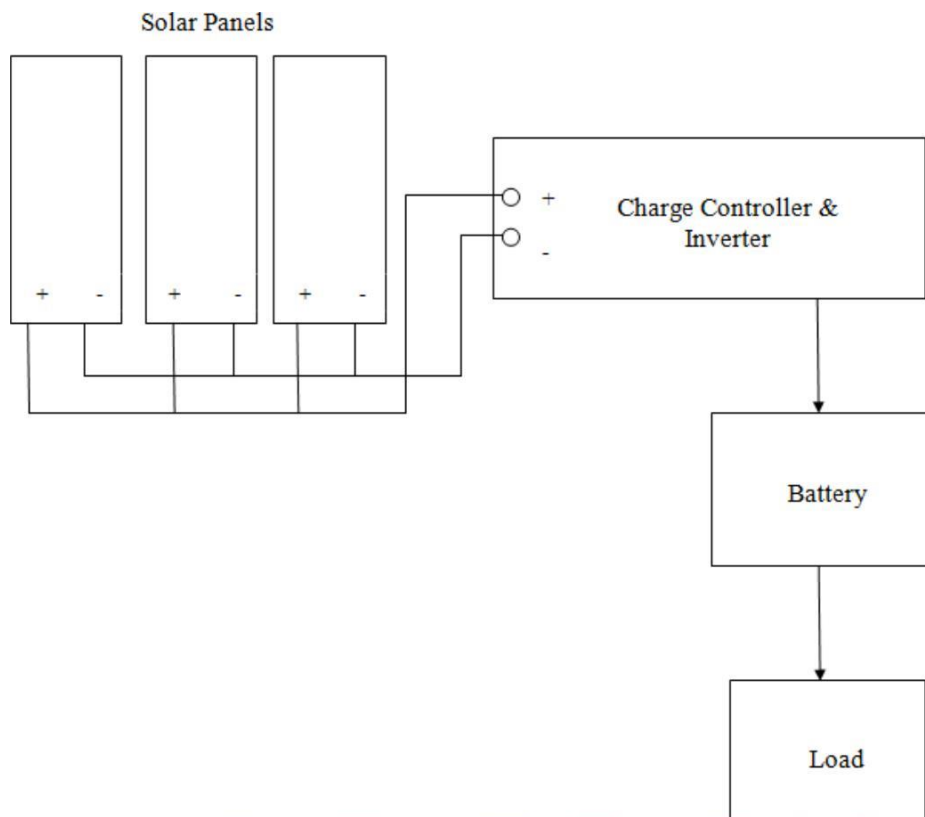 Solar Panels
+ - + - + -
+
-
Charge Controller &
Inverter
Battery
Load